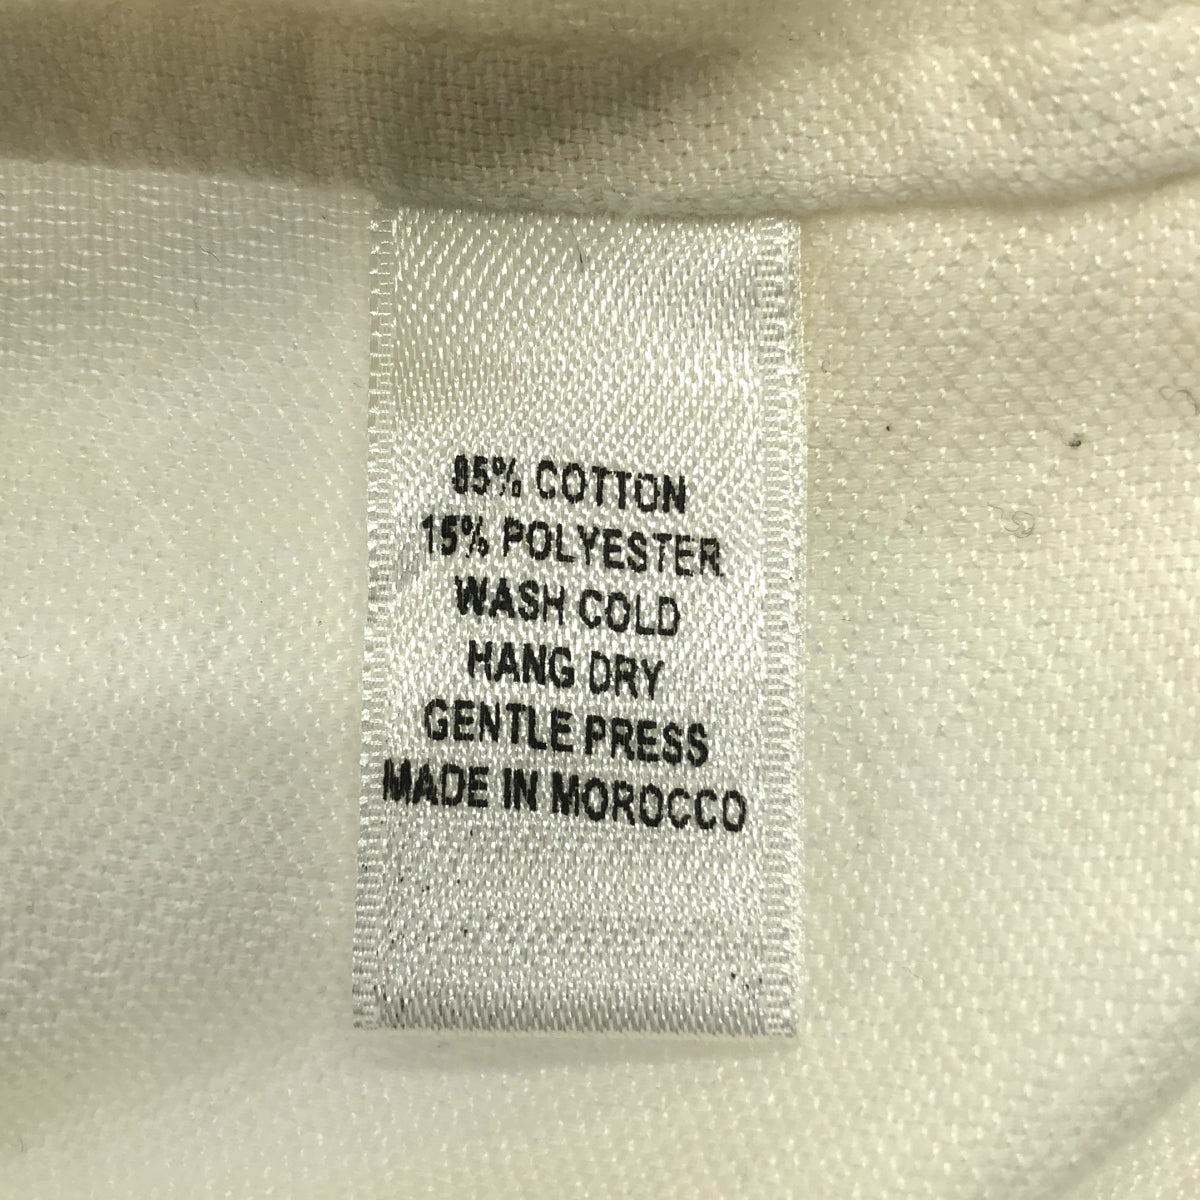 85% COTTON
15% POLYESTER
WASH COLD
HANG DRY
GENTLE PRESS
MADE IN MOROCCO